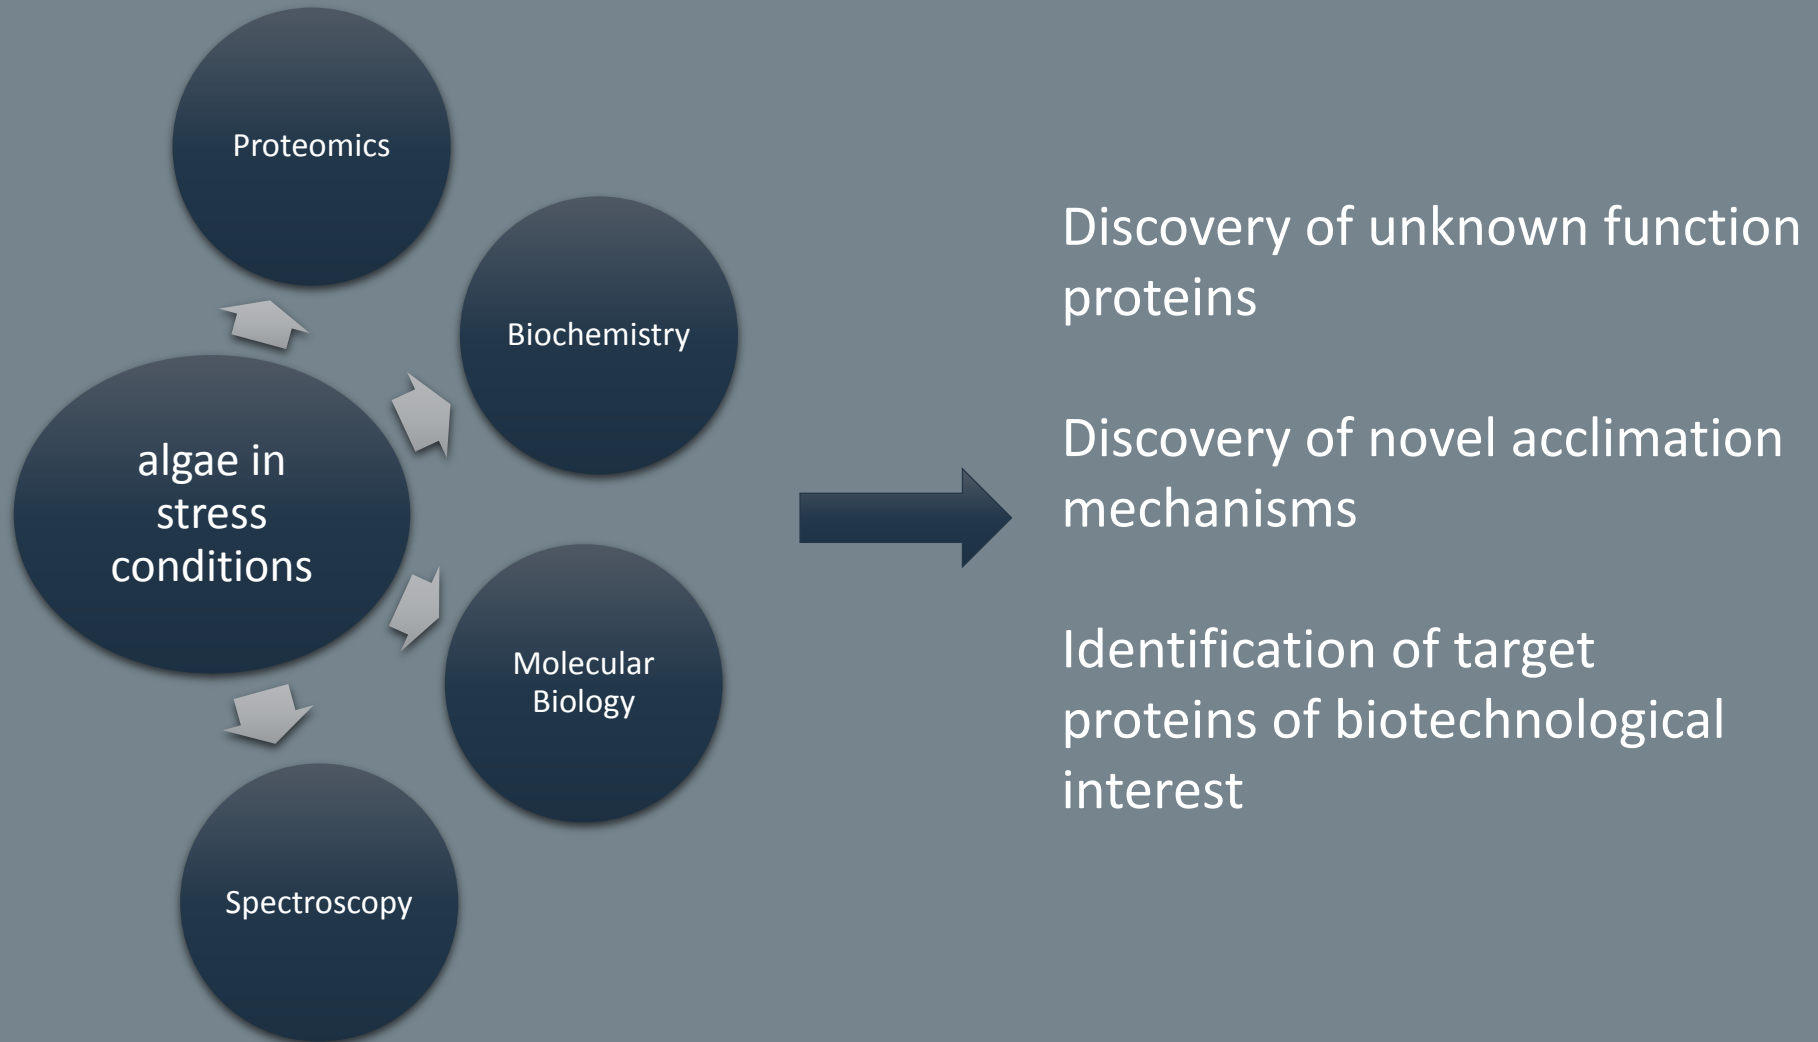 Proteomics
Biochemistry
algae in
stress
conditions
Molecular
Biology
Spectroscopy
Discovery of unknown function
proteins
Discovery of novel acclimation
mechanisms
Identification of target
proteins of biotechnological
interest